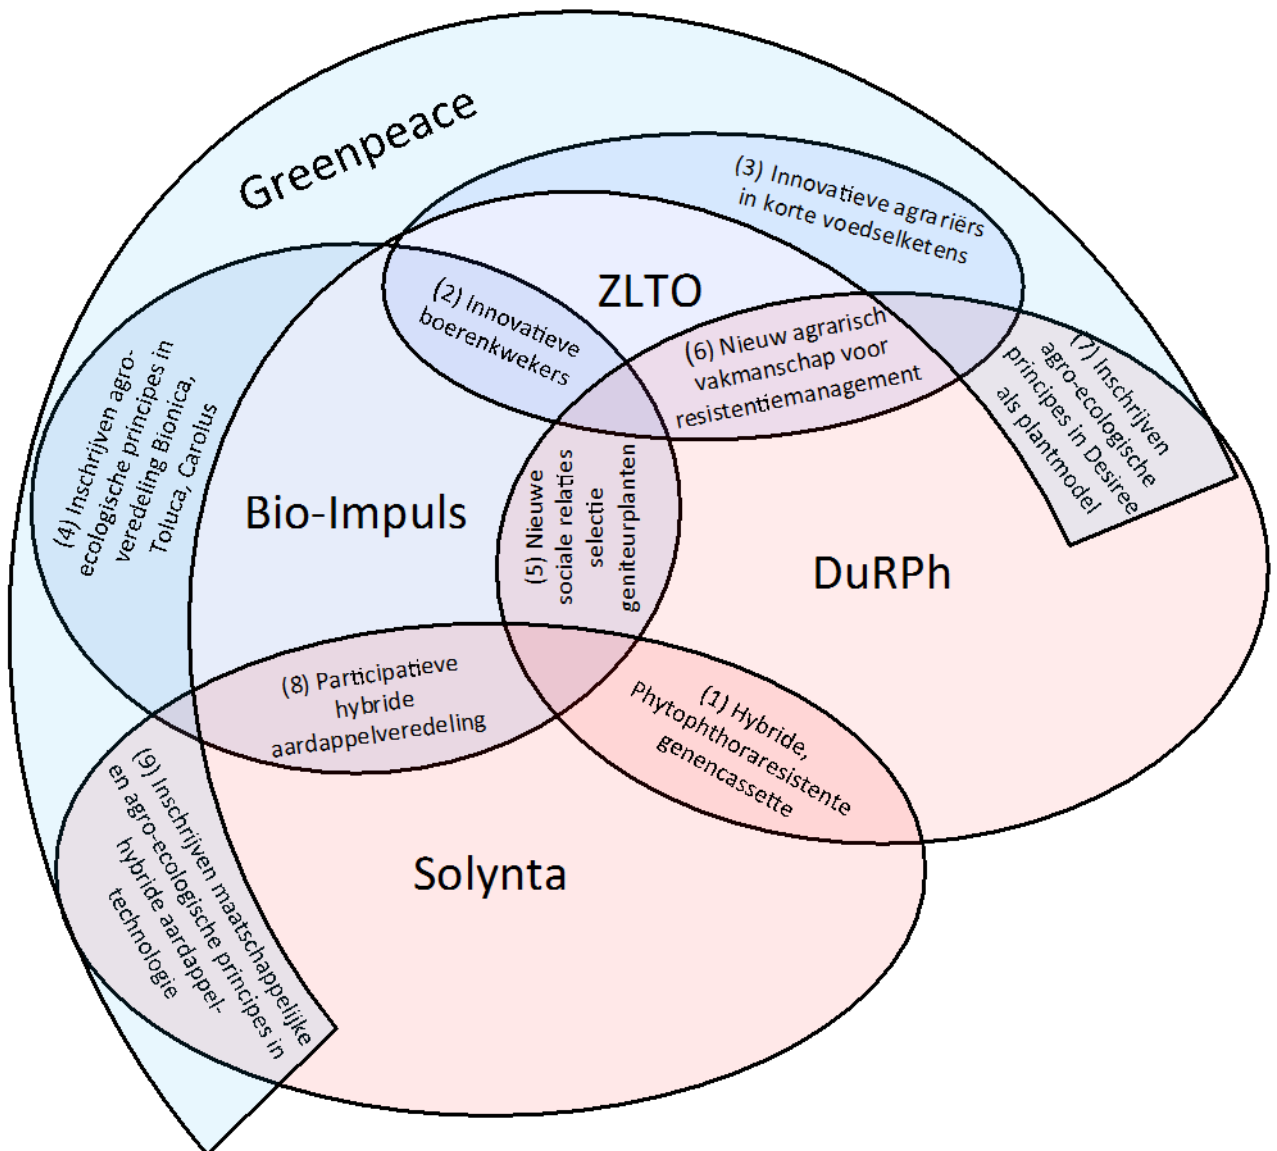 Greenpeace
(3) Innovatieve agrariërs
in korte voedselketens
ZLTO
(2) Innovatieve
boerenkwekers
(6) Nieuw agrarisch
vakmanschap voor
resistentiemanagement
(7) Inschrijven
agro-ecologische
principes in Desiree
als plantmodel
(4) Inschrijven agro-
ecologische principes in
veredeling Bionica,
Toluca, Carolus
Bio-Impuls
(5) Nieuwe
sociale relaties
selectie
geniteurplanten
DuRPh
(8) Participatieve
hybride
aardappelveredeling
(1) Hybride,
Phytophthoraresistente
genencassette
(9) Inschrijven maatschappelijke
en agro-ecologische principes in
hybride aardappel-
technologie
Solynta